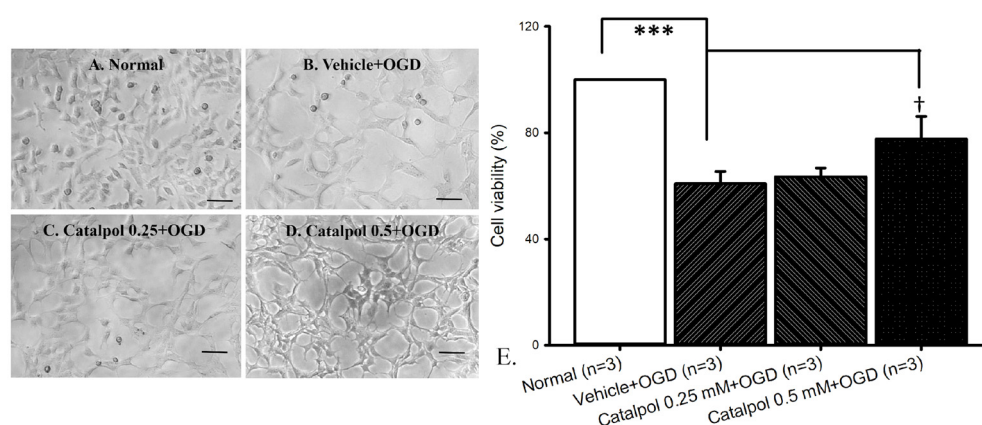 A. Normal
B. Vehicle+OGD
C. Catalpol 0.25+OGD
D. Catalpol 0.5+OGD
E.
Cell viability (%)
120
80
40
0
***
†
Normal (n=3)
Vehicle+OGD (n=3)
Catalpol 0.25 mM+OGD (n=3)
Catalpol 0.5 mM+OGD (n=3)